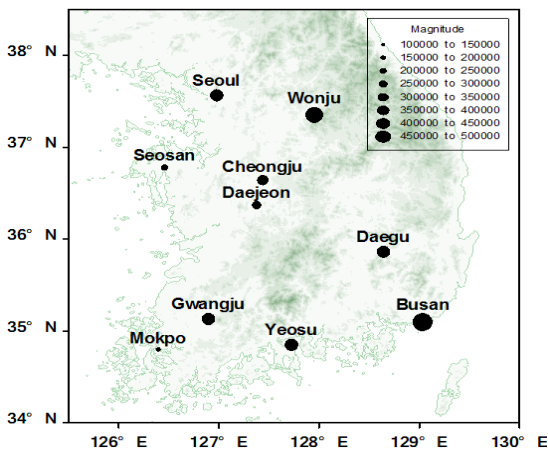 38° N
37° N
36° N
35° N
34° N
126° E
127° E
128° E
129° E
130° E
Magnitude
100000 to 150000
150000 to 200000
200000 to 250000
250000 to 300000
300000 to 350000
350000 to 400000
400000 to 450000
450000 to 500000
Seoul
Wonju
Seosan
Cheongju
Daejeon
Daegu
Gwangju
Busan
Yeosu
Mokpo